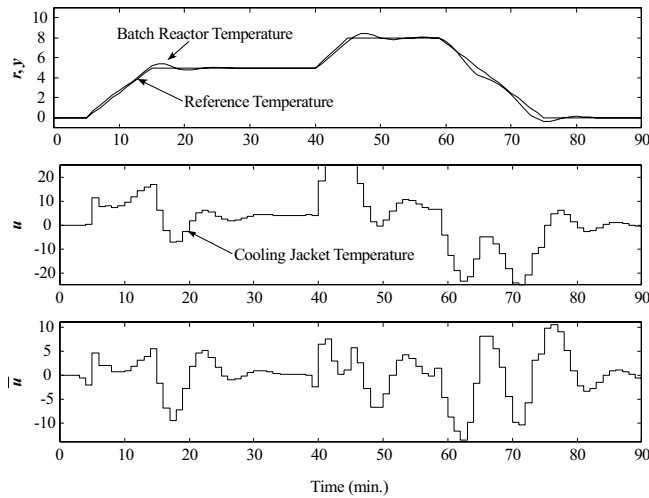 Batch Reactor Temperature
Reference Temperature
r, y
8
6
4
2
0
0 10 20 30 40 50 60 70 80 90
Cooling Jacket Temperature
u
20
10
0
-10
-20
0 10 20 30 40 50 60 70 80 90
u̅
10
5
0
-5
-10
0 10 20 30 40 50 60 70 80 90
Time (min.)